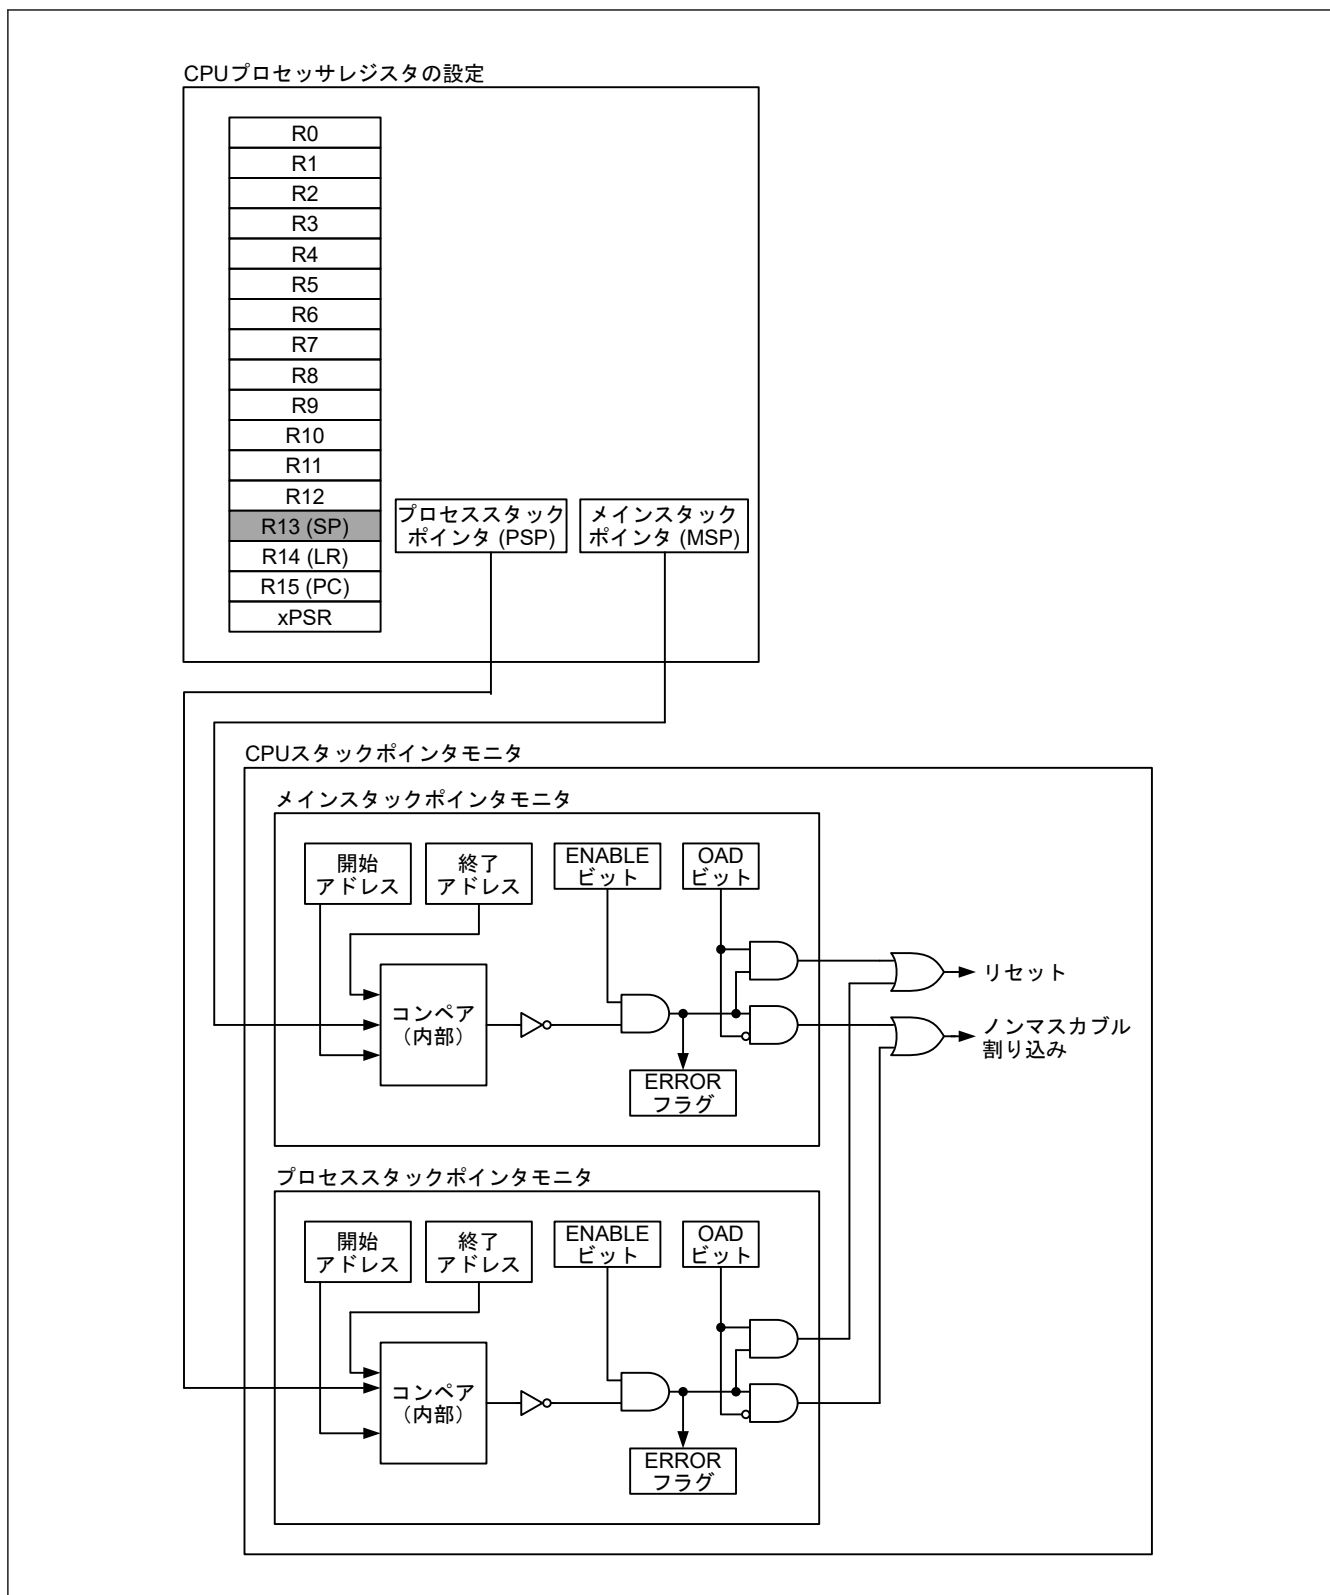 CPUプロセッサレジスタの設定
R0
R1
R2
R3
R4
R5
R6
R7
R8
R9
R10
R11
R12
R13 (SP)
R14 (LR)
R15 (PC)
xPSR
プロセススタック
ポインタ (PSP)
メインスタック
ポインタ (MSP)
CPUスタックポインタモニタ
メインスタックポインタモニタ
開始
アドレス
終了
アドレス
ENABLE
ビット
OAD
ビット
コンペア
（内部）
ERROR
フラグ
リセット
ノンマスカブル
割り込み
プロセススタックポインタモニタ
開始
アドレス
終了
アドレス
ENABLE
ビット
OAD
ビット
コンペア
（内部）
ERROR
フラグ